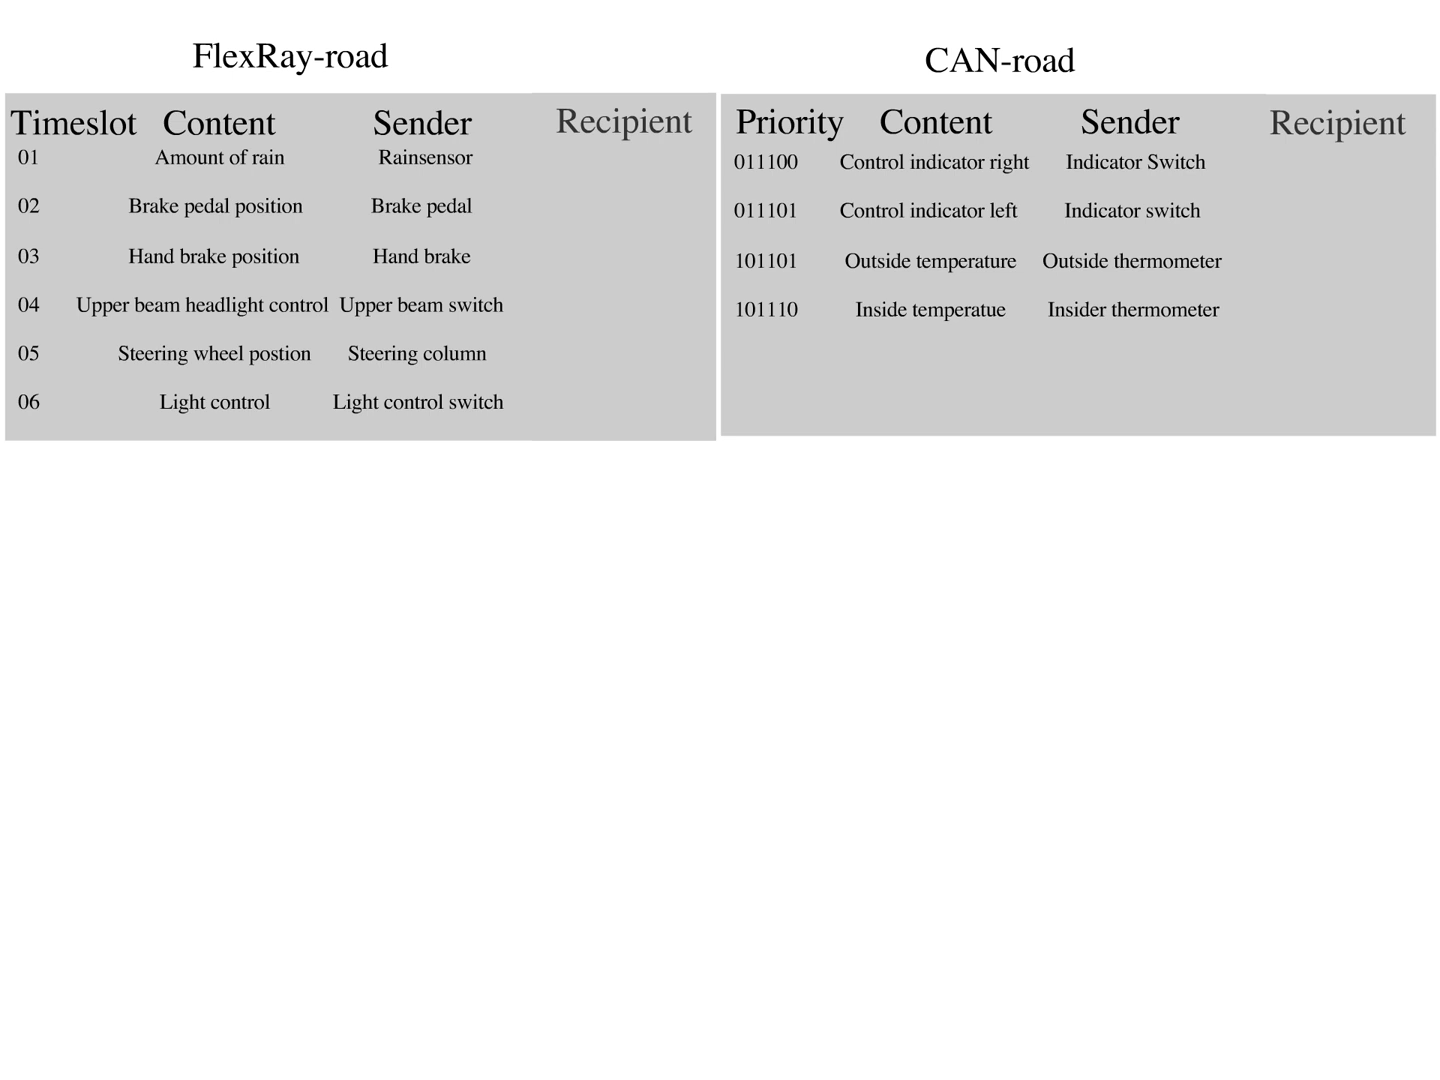 FlexRay-road
Timeslot Content Sender Recipient
01 Amount of rain Rainsensor
02 Brake pedal position Brake pedal
03 Hand brake position Hand brake
04 Upper beam headlight control Upper beam switch
05 Steering wheel postion Steering column
06 Light control Light control switch
CAN-road
Priority Content Sender Recipient
011100 Control indicator right Indicator Switch
011101 Control indicator left Indicator switch
101101 Outside temperature Outside thermometer
101110 Inside temperatue Insider thermometer